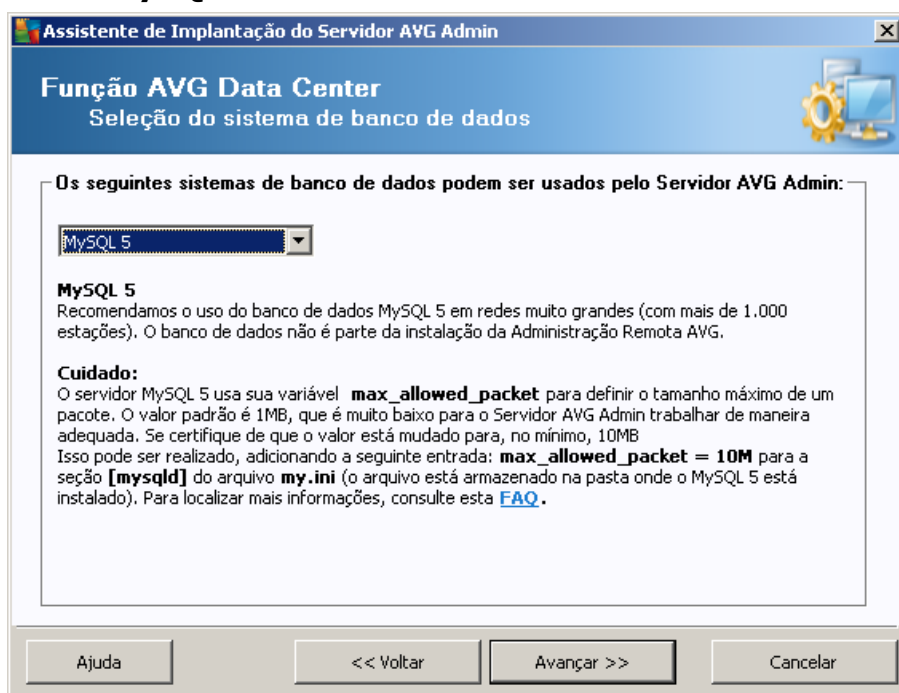 Assistente de Implantação do Servidor AVG Admin
Função AVG Data Center
Seleção do sistema de banco de dados
Os seguintes sistemas de banco de dados podem ser usados pelo Servidor AVG Admin:
MySQL 5
MySQL 5
Recomendamos o uso do banco de dados MySQL 5 em redes muito grandes (com mais de 1.000
estações). O banco de dados não é parte da instalação da Administração Remota AVG.
Cuidado:
O servidor MySQL 5 usa sua variável max_allowed_packet para definir o tamanho máximo de um
pacote. O valor padrão é 1MB, que é muito baixo para o Servidor AVG Admin trabalhar de maneira
adequada. Se certifique de que o valor está mudado para, no mínimo, 10MB
Isso pode ser realizado, adicionando a seguinte entrada: max_allowed_packet = 10M para a
seção [mysqld] do arquivo my.ini (o arquivo está armazenado na pasta onde o MySQL 5 está
instalado). Para localizar mais informações, consulte esta FAQ.
Ajuda
<< Voltar
Avançar >>
Cancelar